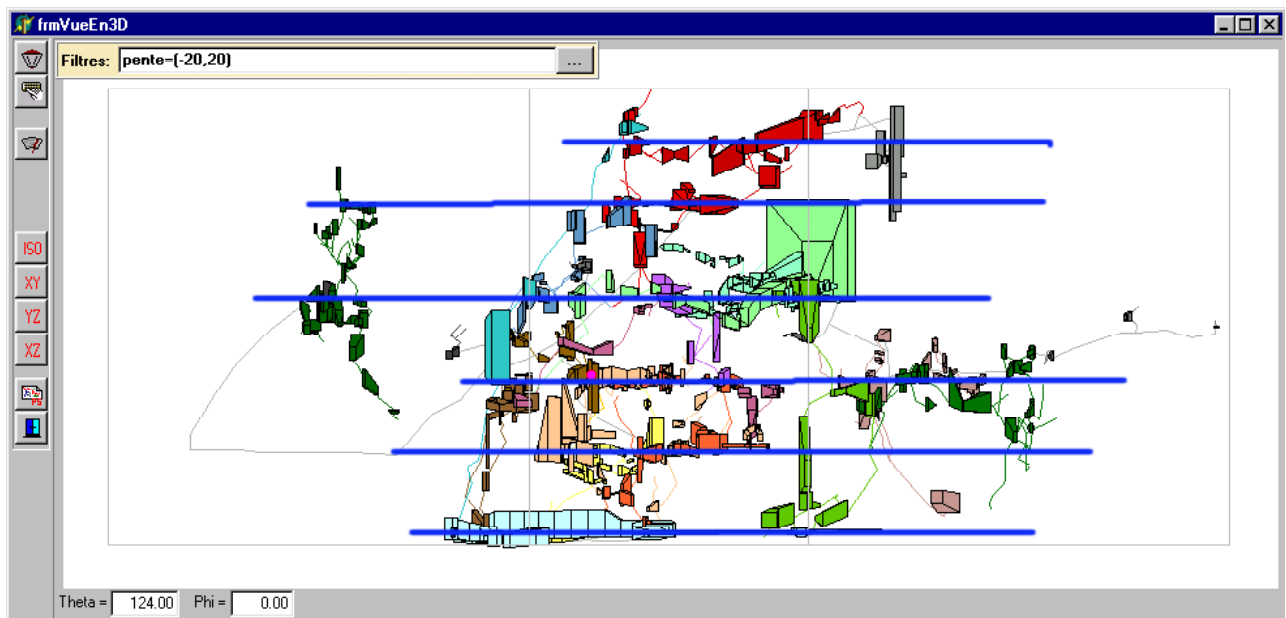 frmVueEn3D
Filtres: pente=(-20,20) ...
ISO
XY
YZ
XZ
Theta = 124.00 Phi = 0.00